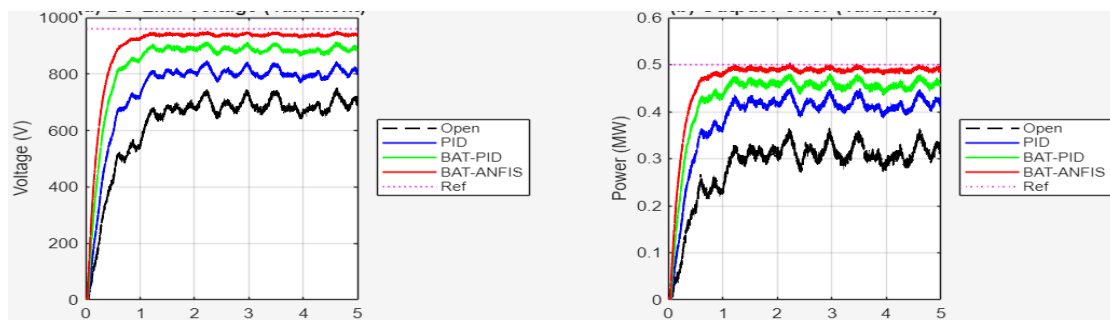 1000
800
600
400
200
0
Voltage (V)
0 1 2 3 4 5
Open
PID
BAT-PID
BAT-ANFIS
Ref
0.6
0.5
0.4
0.3
0.2
0.1
0
Power (MW)
0 1 2 3 4 5
Open
PID
BAT-PID
BAT-ANFIS
Ref